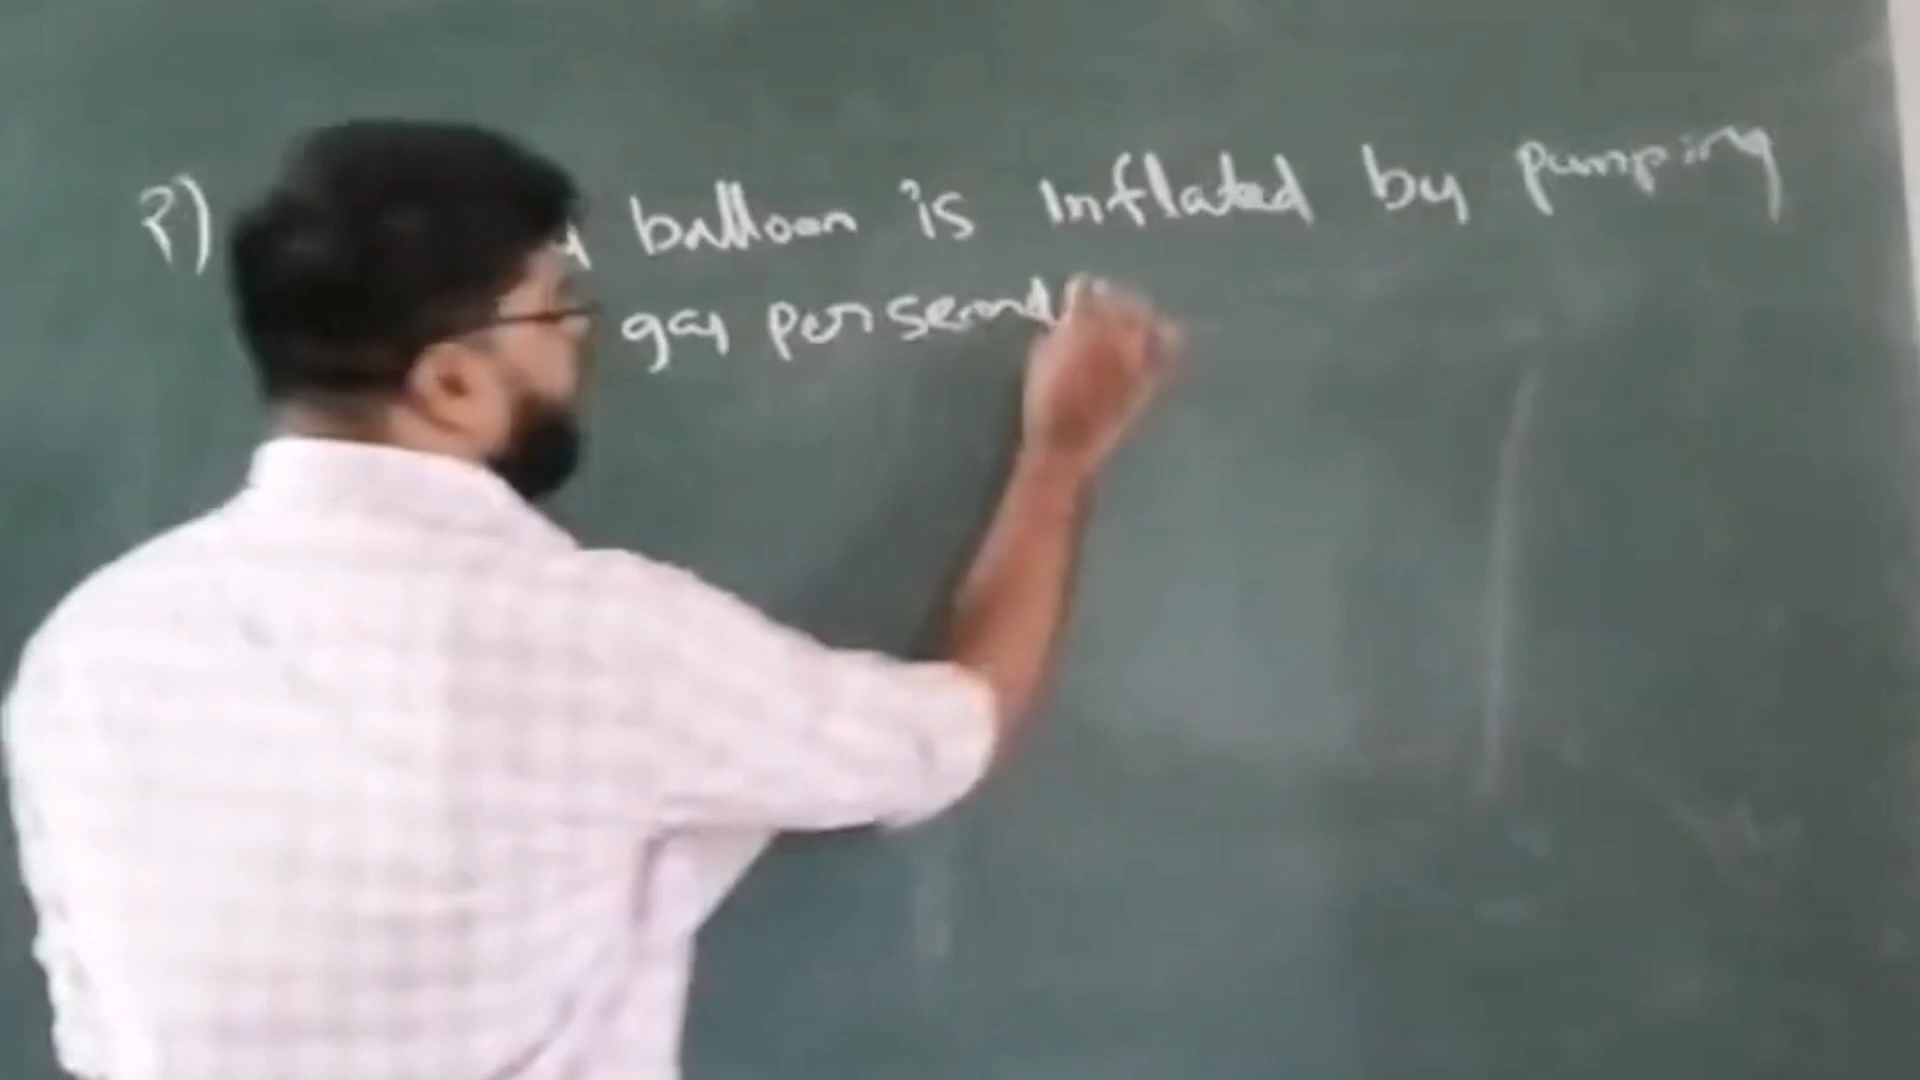 ?) balloon is Inflated by pumping
gas per second